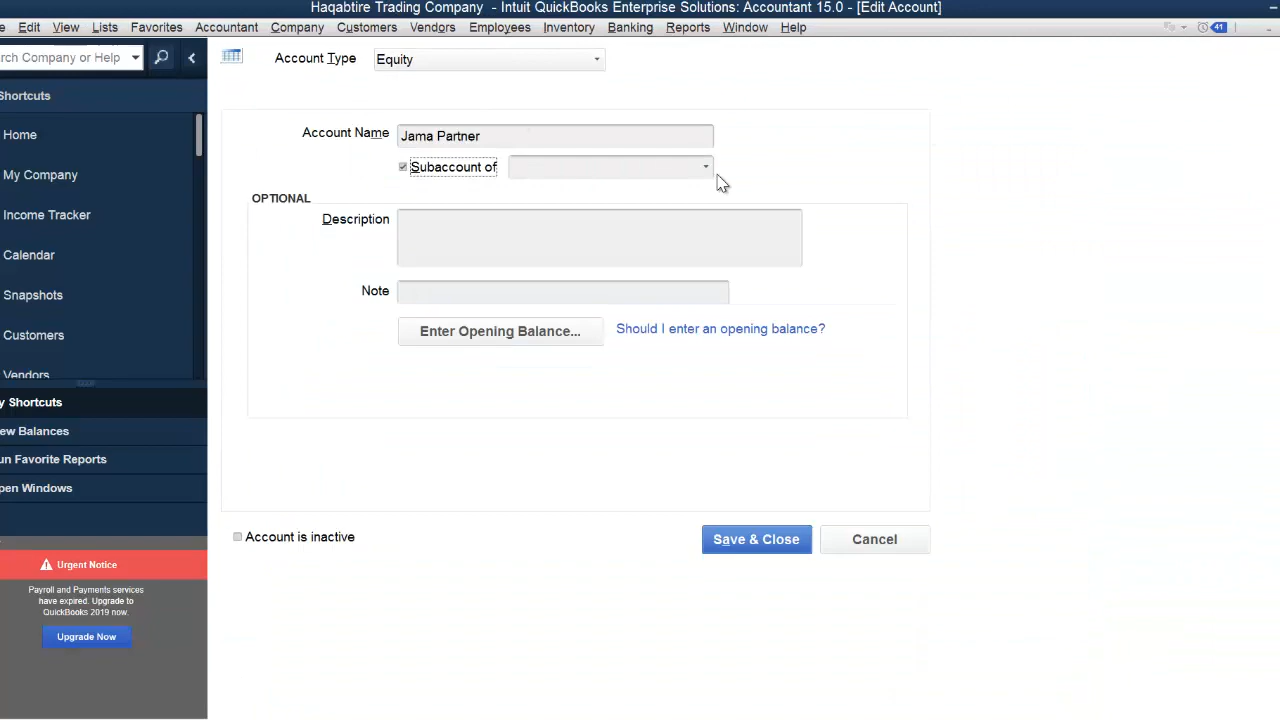 Haqabtire Trading Company - Intuit QuickBooks Enterprise Solutions: Accountant 15.0 - [Edit Account]
e Edit View Lists Favorites Accountant Company Customers Vendors Employees Inventory Banking Reports Window Help 41
rch Company or Help
Account Type Equity
Shortcuts
Home
My Company
Income Tracker
Calendar
Snapshots
Customers
Vendors
y Shortcuts
ew Balances
un Favorite Reports
pen Windows
Urgent Notice
Payroll and Payments services
have expired. Upgrade to
QuickBooks 2019 now.
Upgrade Now
Account Name Jama Partner
Subaccount of
OPTIONAL
Description
Note
Enter Opening Balance... Should I enter an opening balance?
Account is inactive
Save & Close Cancel